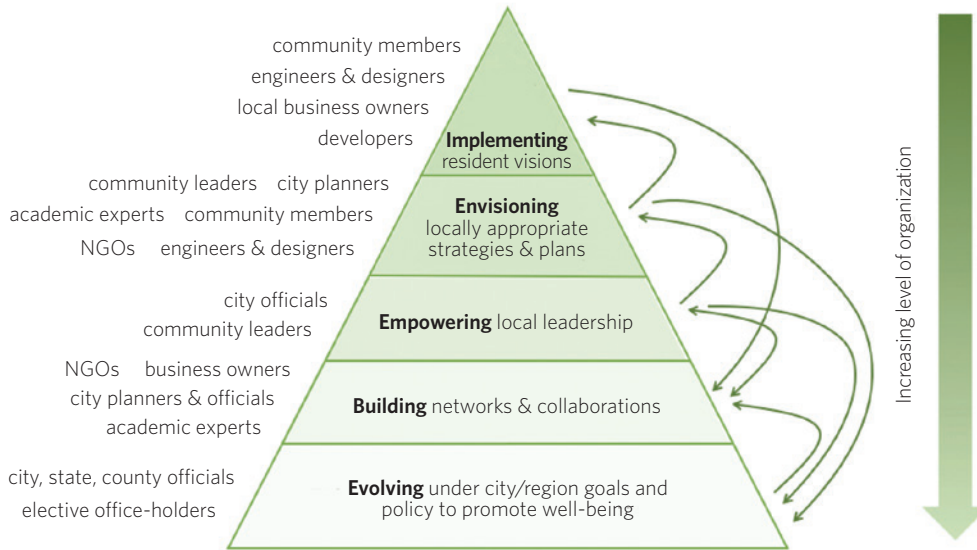 community members
engineers & designers
local business owners
developers
Implementing
resident visions
community leaders city planners
academic experts community members
NGOs engineers & designers
Envisioning
locally appropriate
strategies & plans
city officials
community leaders
Empowering local leadership
NGOs business owners
city planners & officials
academic experts
Building networks & collaborations
city, state, county officials
elective office-holders
Evolving under city/region goals and
policy to promote well-being
Increasing level of organization